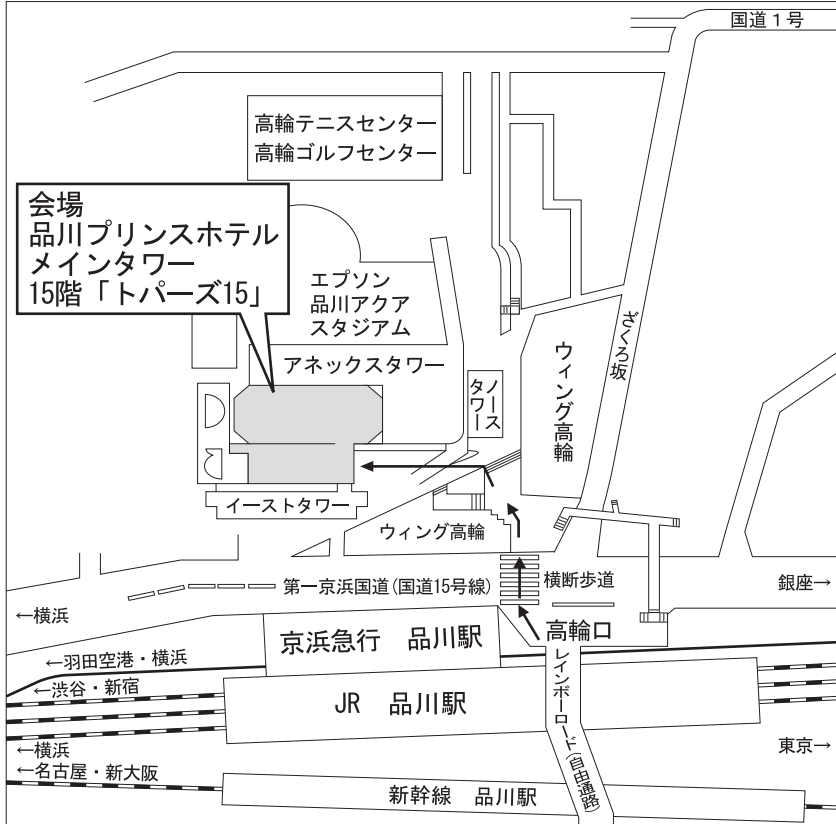 国道１号
高輪テニスセンター
高輪ゴルフセンター
会場
品川プリンスホテル
メインタワー
15階「トパーズ15」
エプソン
品川アクア
スタジアム
アネックスタワー
ノース
タワー
ウィング高輪
ざくろ坂
イーストタワー
ウィング高輪
第一京浜国道(国道15号線)
横断歩道
銀座→
←横浜
京浜急行　品川駅
高輪口
←羽田空港・横浜
←渋谷・新宿
JR　品川駅
レインボーロード(自由通路)
←横浜
東京→
←名古屋・新大阪
新幹線　品川駅